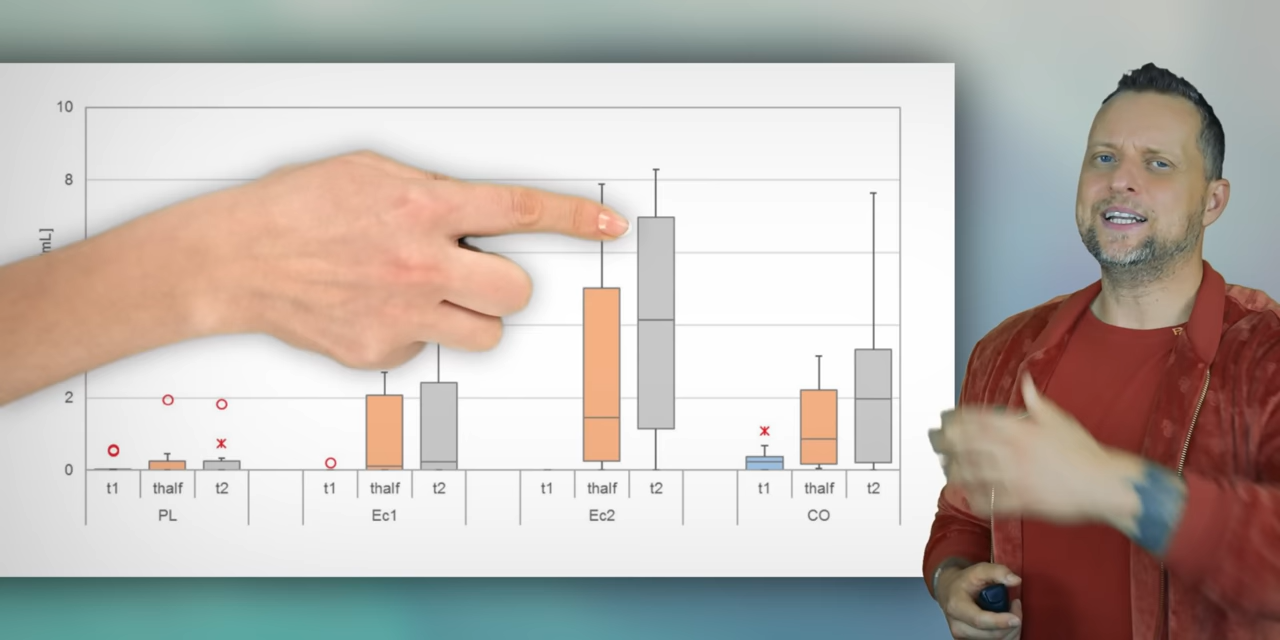 10
8
mL]
2
0
t1 thalf t2 t1 thalf t2 t1 thalf t2 t1 thalf t2
PL Ec1 Ec2 CO